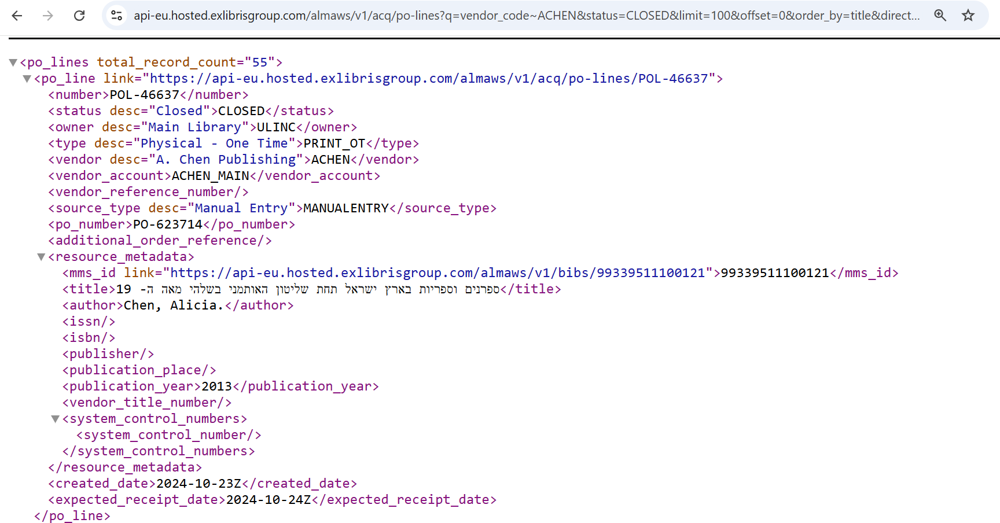 api-eu.hosted.exlibrisgroup.com/almaws/v1/acq/po-lines?q=vendor_code~ACHEN&status=CLOSED&limit=100&offset=0&order_by=title&direct...
<po_lines total_record_count="55">
<po_line link="https://api-eu.hosted.exlibrisgroup.com/almaws/v1/acq/po-lines/POL-46637">
<number>POL-46637</number>
<status desc="Closed">CLOSED</status>
<owner desc="Main Library">ULINC</owner>
<type desc="Physical - One Time">PRINT_OT</type>
<vendor desc="A. Chen Publishing">ACHEN</vendor>
<vendor_account>ACHEN_MAIN</vendor_account>
<vendor_reference_number/>
<source_type desc="Manual Entry">MANUALENTRY</source_type>
<po_number>PO-623714</po_number>
<additional_order_reference/>
<resource_metadata>
<mms_id link="https://api-eu.hosted.exlibrisgroup.com/almaws/v1/bibs/99339511100121">99339511100121</mms_id>
<title>ספרנים וספריות בארץ ישראל תחת שליטון האותמני בשלהי מאה ה- 19</title>
<author>Chen, Alicia.</author>
<issn/>
<isbn/>
<publisher/>
<publication_place/>
<publication_year>2013</publication_year>
<vendor_title_number/>
<system_control_numbers>
<system_control_number/>
</system_control_numbers>
</resource_metadata>
<created_date>2024-10-23Z</created_date>
<expected_receipt_date>2024-10-24Z</expected_receipt_date>
</po_line>